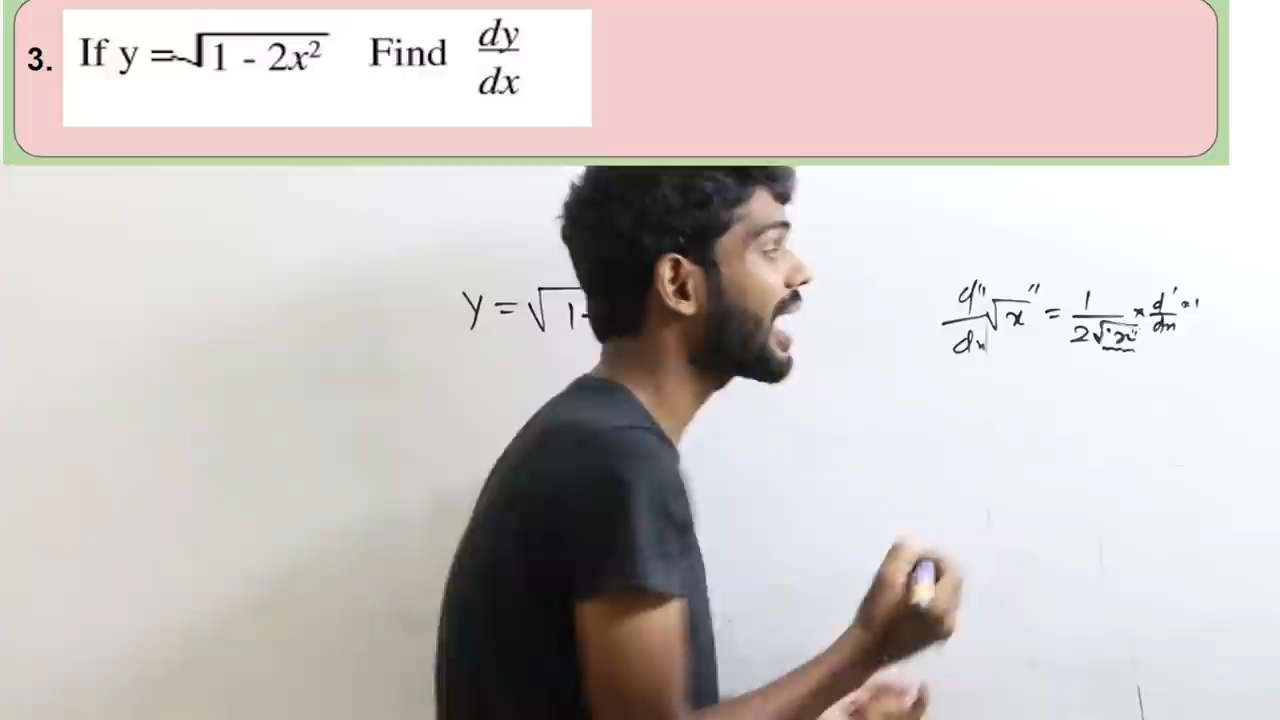 3. If y = √1 - 2x² Find dy/dx
y = √1-
d/dx √x = 1/2√x × d/dx